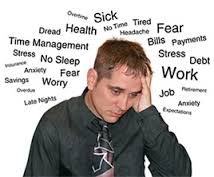 Overtime Sick
Dread Health No Time Tired Fear
Headache
Time Management Bills Payments
Stress No Sleep Stress Debt
Insurance
Anxiety Fear Work
Savings Worry
Overdue Job Retirement
Late Nights Anxiety
Expectations